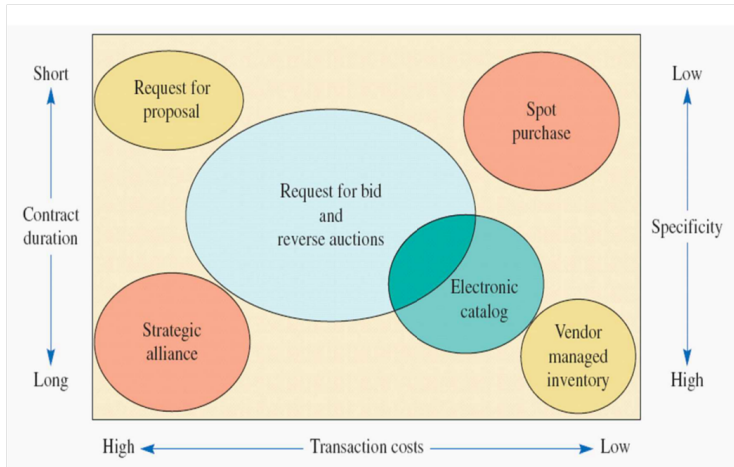 Short
Low
Request for
proposal
Spot
purchase
Request for bid
and
reverse auctions
Contract
duration
Specificity
Electronic
catalog
Strategic
alliance
Vendor
managed
inventory
Long
High
High
Transaction costs
Low